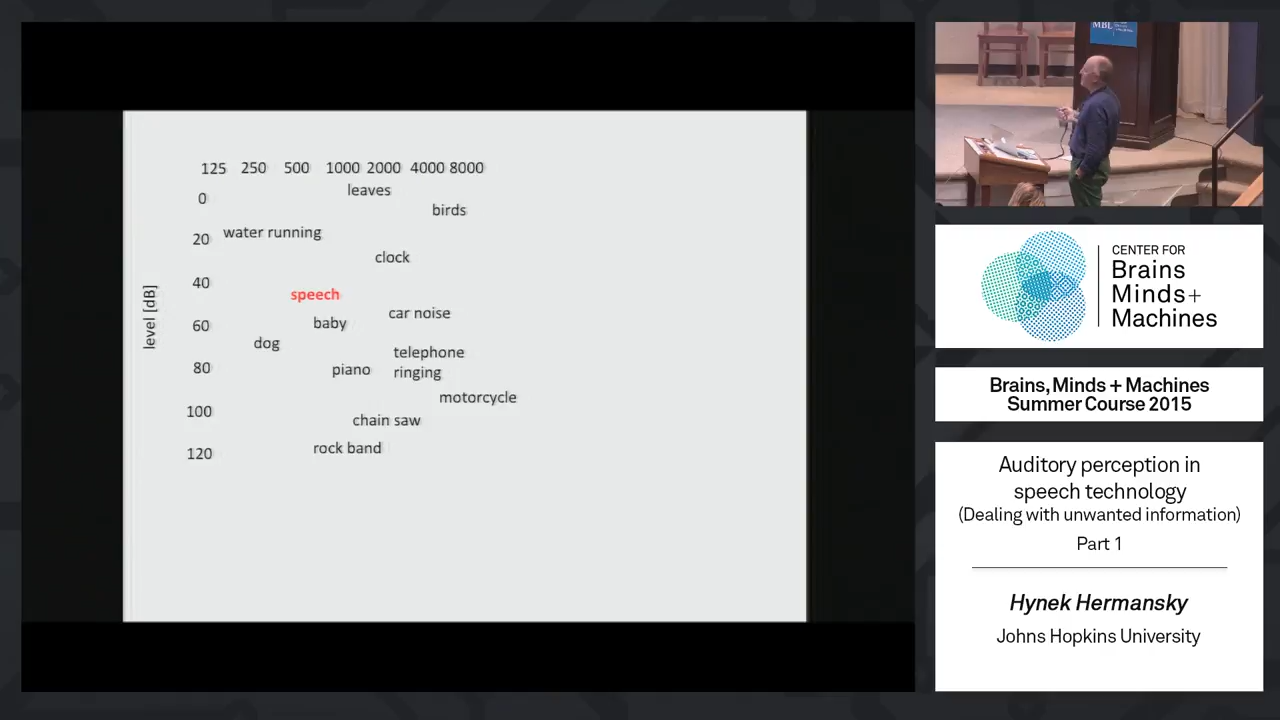 125 250 500 1000 2000 4000 8000
leaves
0
birds
water running
20
clock
40
speech
car noise
baby
60
level [dB]
dog
telephone
ringing
piano
80
motorcycle
100
chain saw
rock band
120
MBL
CENTER FOR
Brains
Minds+
Machines
Brains, Minds + Machines
Summer Course 2015
Auditory perception in
speech technology
(Dealing with unwanted information)
Part 1
Hynek Hermansky
Johns Hopkins University